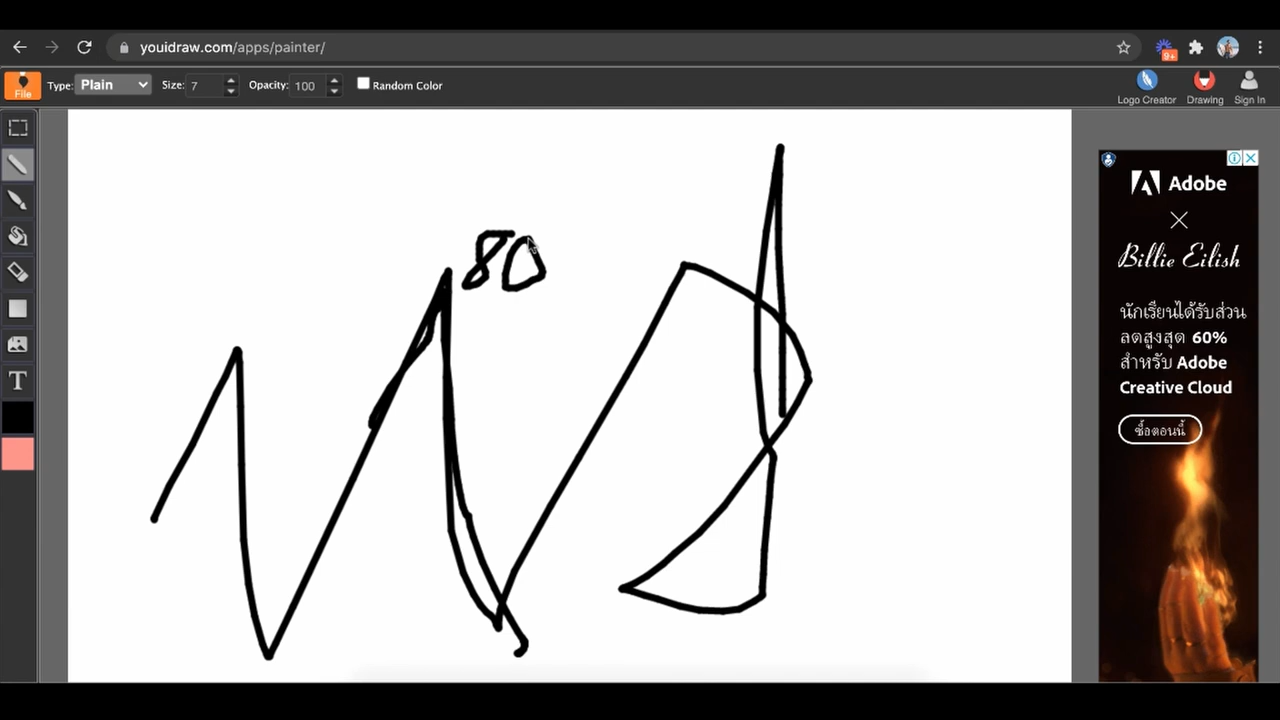 youidraw.com/apps/painter/
9+
File
Type: Plain Size: 7 Opacity: 100 Random Color
Logo Creator Drawing Sign In
80
T
Adobe
×
Billie Eilish
นักเรียนได้รับส่วน
ลดสูงสุด 60%
สำหรับ Adobe
Creative Cloud
ซื้อตอนนี้